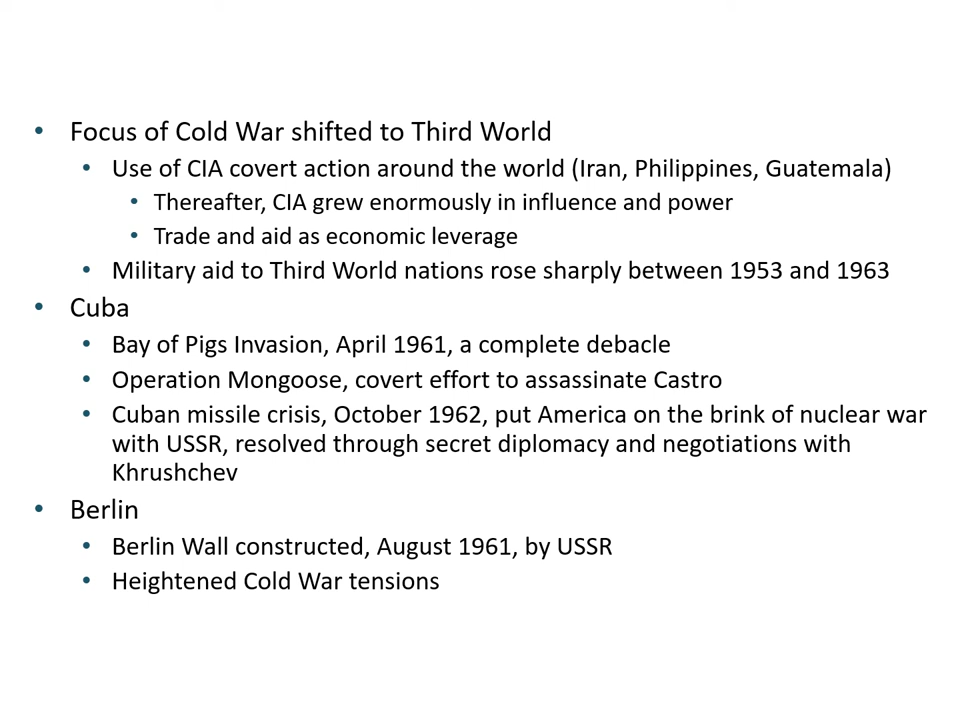 • Focus of Cold War shifted to Third World
• Use of CIA covert action around the world (Iran, Philippines, Guatemala)
• Thereafter, CIA grew enormously in influence and power
• Trade and aid as economic leverage
• Military aid to Third World nations rose sharply between 1953 and 1963
• Cuba
• Bay of Pigs Invasion, April 1961, a complete debacle
• Operation Mongoose, covert effort to assassinate Castro
• Cuban missile crisis, October 1962, put America on the brink of nuclear war
with USSR, resolved through secret diplomacy and negotiations with
Khrushchev
• Berlin
• Berlin Wall constructed, August 1961, by USSR
• Heightened Cold War tensions